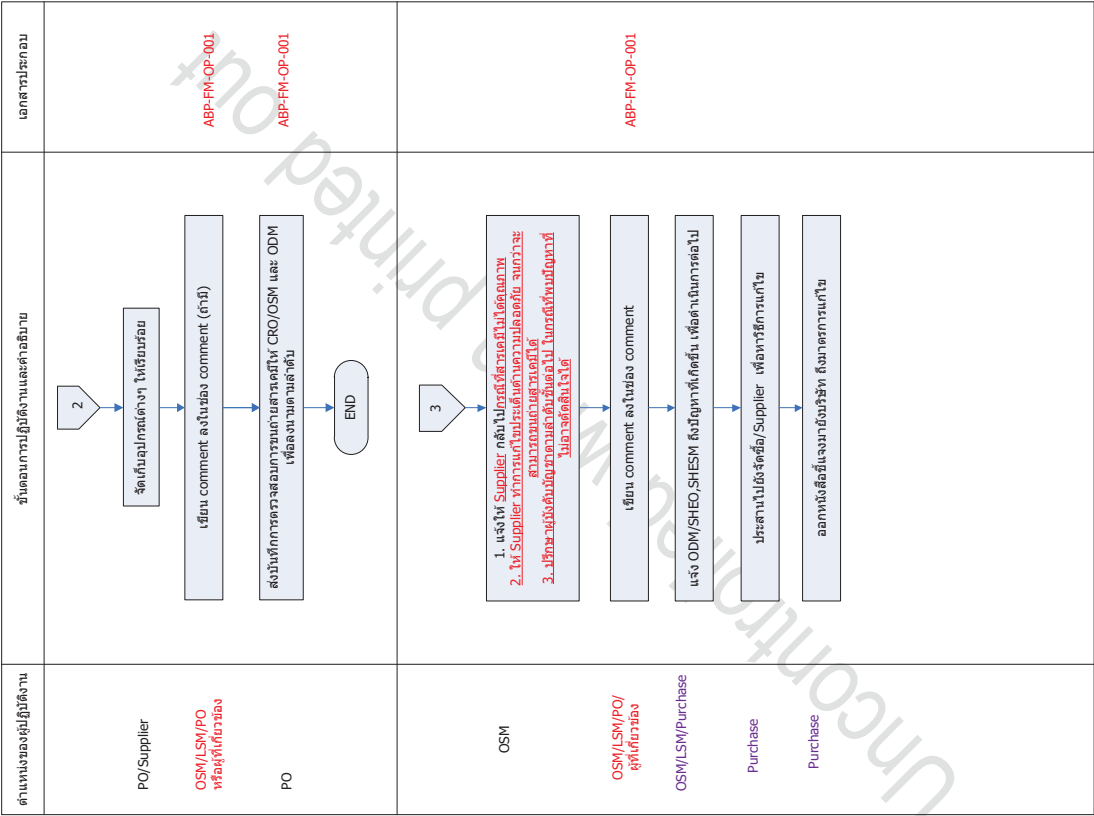 ตำแหน่งของผู้ปฏิบัติงาน
ขั้นตอนการปฏิบัติงานและคำอธิบาย
เอกสารประกอบ
2
PO/Supplier
จัดเก็บอุปกรณ์ต่างๆ ให้เรียบร้อย
OSM/LSM/PO
หรือผู้ที่เกี่ยวข้อง
เขียน comment ลงในช่อง comment (ถ้ามี)
ABP-FM-OP-001
PO
ส่งบันทึกการตรวจสอบการขนถ่ายสารเคมีให้ CRO/OSM และ ODM
เพื่อลงนามตามลำดับ
ABP-FM-OP-001
END
3
OSM
1. แจ้งให้ Supplier กลับไปกรณีที่สารเคมีไม่ได้คุณภาพ
2. ให้ Supplier ทำการแก้ไขประเด็นด้านความปลอดภัย จนกว่าจะ
สามารถขนถ่ายสารเคมีได้
3. ปรึกษาผู้บังคับบัญชาตามลำดับขั้นต่อไป ในกรณีที่พบปัญหาที่
ไม่อาจตัดสินใจได้
OSM/LSM/PO/
ผู้ที่เกี่ยวข้อง
เขียน comment ลงในช่อง comment
ABP-FM-OP-001
OSM/LSM/Purchase
แจ้ง ODM/SHEO,SHESM ถึงปัญหาที่เกิดขึ้น เพื่อดำเนินการต่อไป
Purchase
ประสานไปยังจัดซื้อ/Supplier เพื่อหาวิธีการแก้ไข
Purchase
ออกหนังสือชี้แจงมายังบริษัท ถึงมาตรการแก้ไข
Uncontrolled when printed out